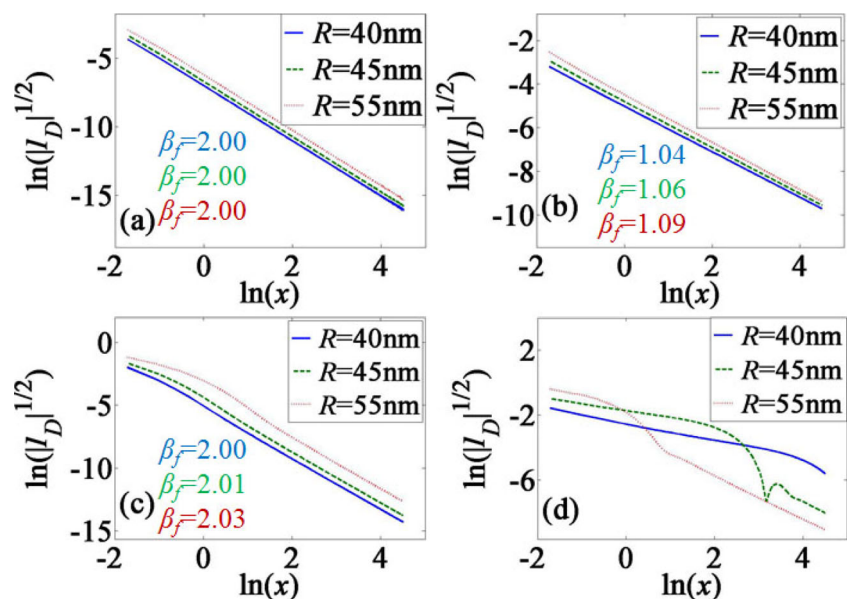 R=40nm
R=45nm
R=55nm
ln(|I_D|^{1/2})
-5
-10
-15
β_f=2.00
β_f=2.00
β_f=2.00
(a)
-2 0 2 4
ln(x)
R=40nm
R=45nm
R=55nm
ln(|I_D|^{1/2})
-2
-4
-6
-8
-10
β_f=1.04
β_f=1.06
β_f=1.09
(b)
-2 0 2 4
ln(x)
R=40nm
R=45nm
R=55nm
ln(|I_D|^{1/2})
0
-5
-10
-15
β_f=2.00
β_f=2.01
β_f=2.03
(c)
-2 0 2 4
ln(x)
R=40nm
R=45nm
R=55nm
ln(|I_D|^{1/2})
2
-2
-6
(d)
-2 0 2 4
ln(x)